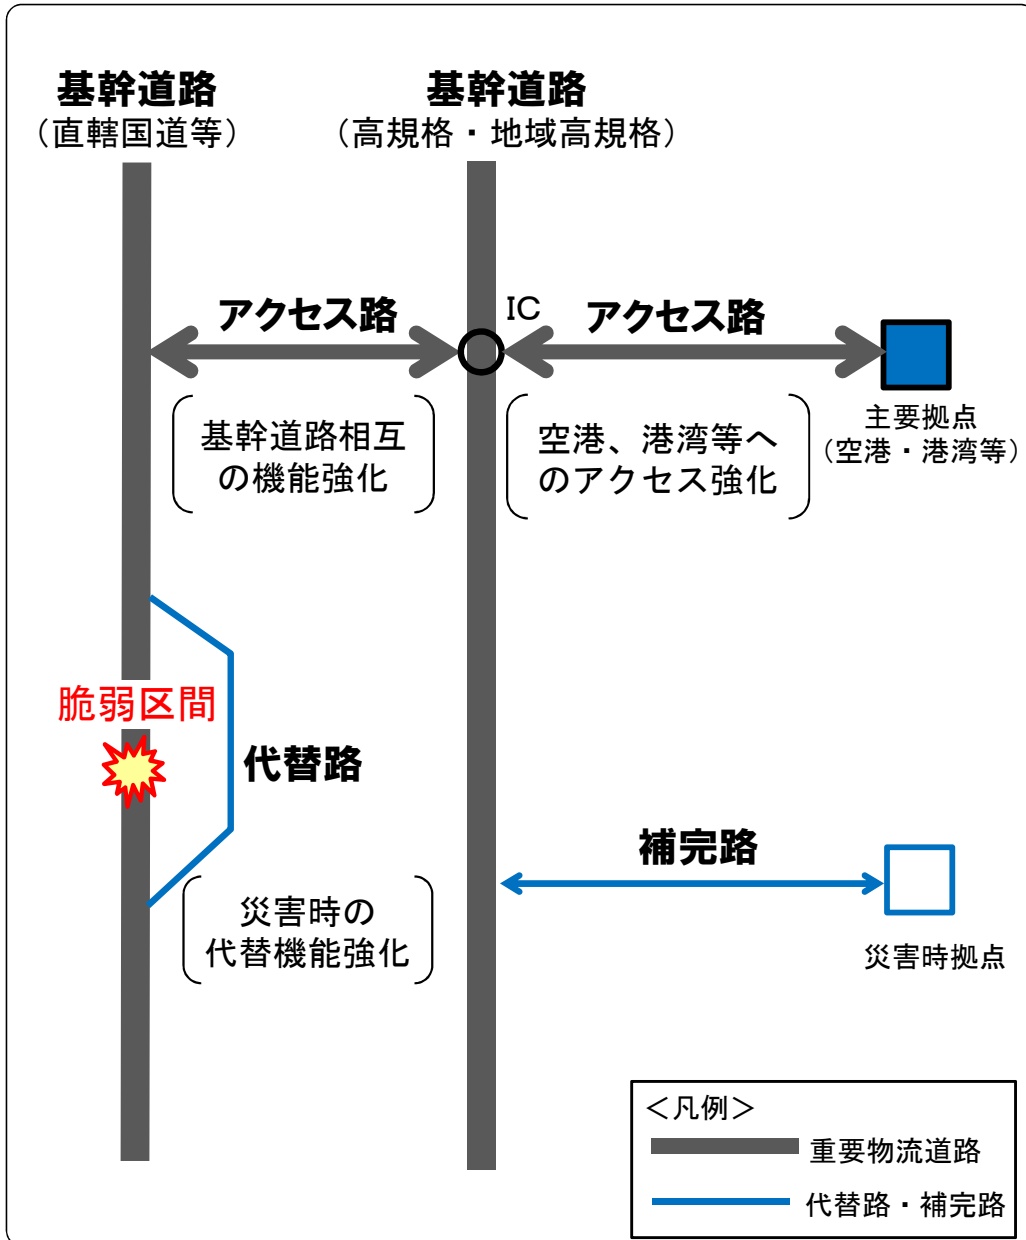 基幹道路
（直轄国道等）
基幹道路
（高規格・地域高規格）
アクセス路
IC
アクセス路
基幹道路相互
の機能強化
空港、港湾等へ
のアクセス強化
主要拠点
（空港・港湾等）
脆弱区間
代替路
災害時の
代替機能強化
補完路
災害時拠点
＜凡例＞
重要物流道路
代替路・補完路